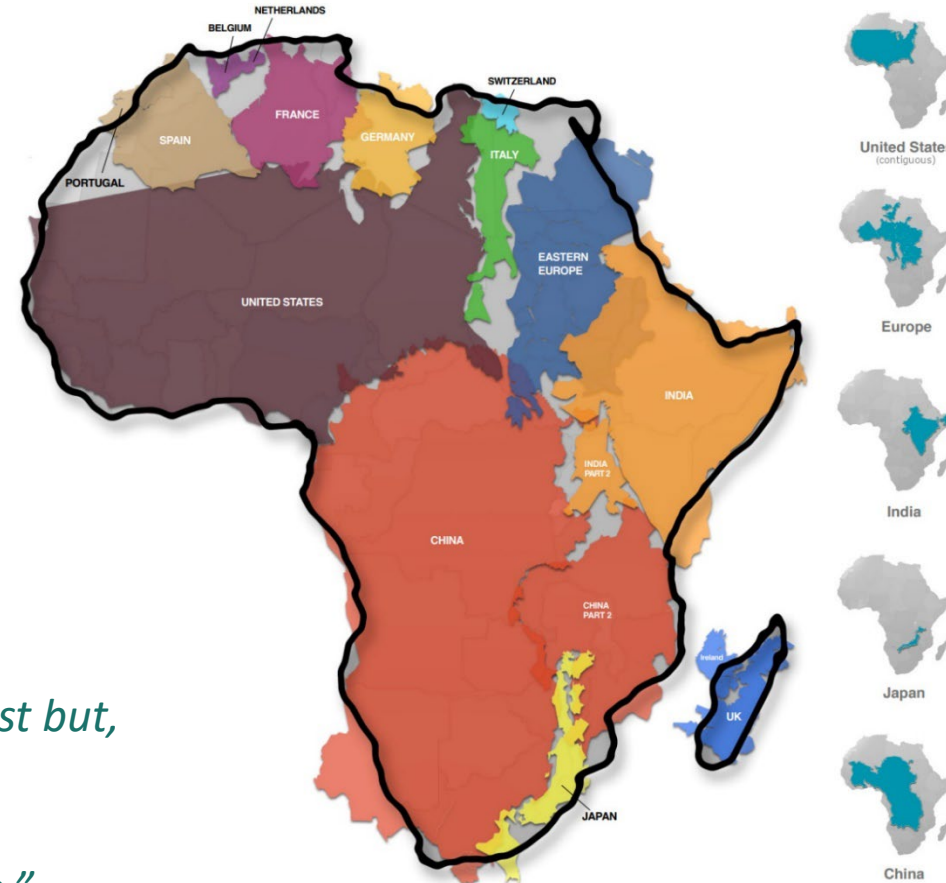 NETHERLANDS
BELGIUM
SWITZERLAND
FRANCE
GERMANY
SPAIN
ITALY
PORTUGAL
EASTERN
EUROPE
UNITED STATES
INDIA
INDIA
PART 2
CHINA
CHINA
PART 2
Ireland
UK
JAPAN
United State
(contiguous)
Europe
India
Japan
China
st but,
”